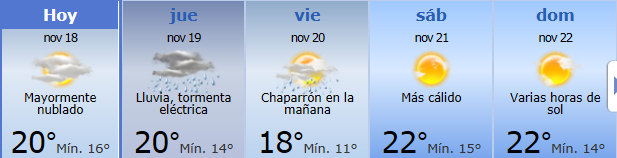 Hoy
nov 18
Mayormente
nublado
20° Mín. 16°
jue
nov 19
Lluvia, tormenta
eléctrica
20° Mín. 14°
vie
nov 20
Chaparrón en la
mañana
18° Mín. 11°
sáb
nov 21
Más cálido
22° Mín. 15°
dom
nov 22
Varias horas de
sol
22° Mín. 14°